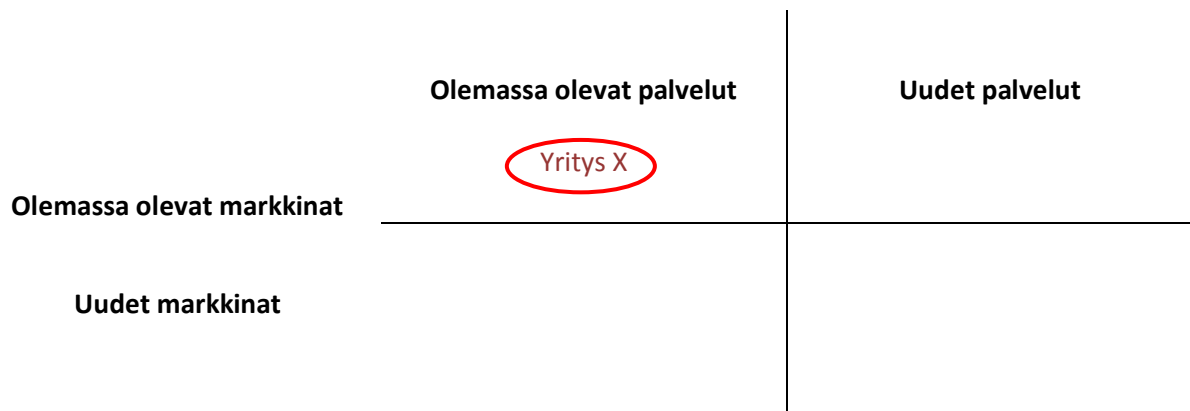 Olemassa olevat palvelut
Uudet palvelut
Yritys X
Olemassa olevat markkinat
Uudet markkinat